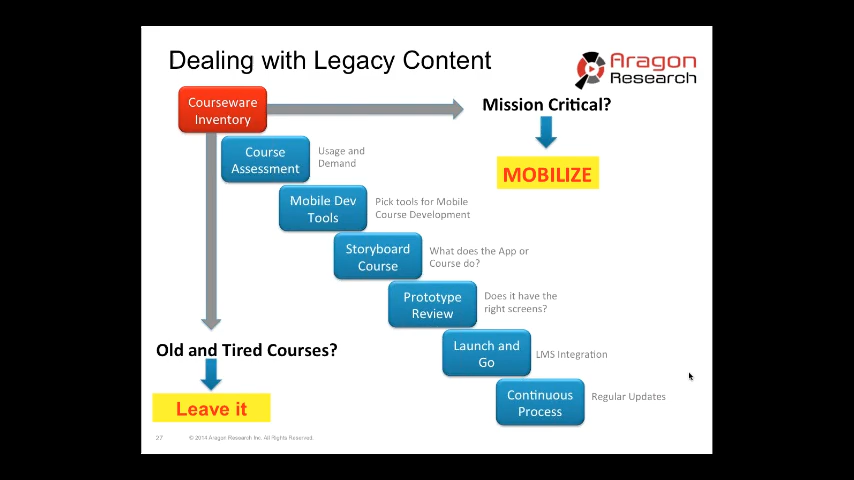 Dealing with Legacy Content
Aragon
Research
Courseware
Inventory
Mission Critical?
MOBILIZE
Course
Assessment
Usage and
Demand
Mobile Dev
Tools
Pick tools for Mobile
Course Development
Storyboard
Course
What does the App or
Course do?
Prototype
Review
Does it have the
right screens?
Launch and
Go
LMS Integration
Continuous
Process
Regular Updates
Old and Tired Courses?
Leave it
27
© 2014 Aragon Research Inc. All Rights Reserved.